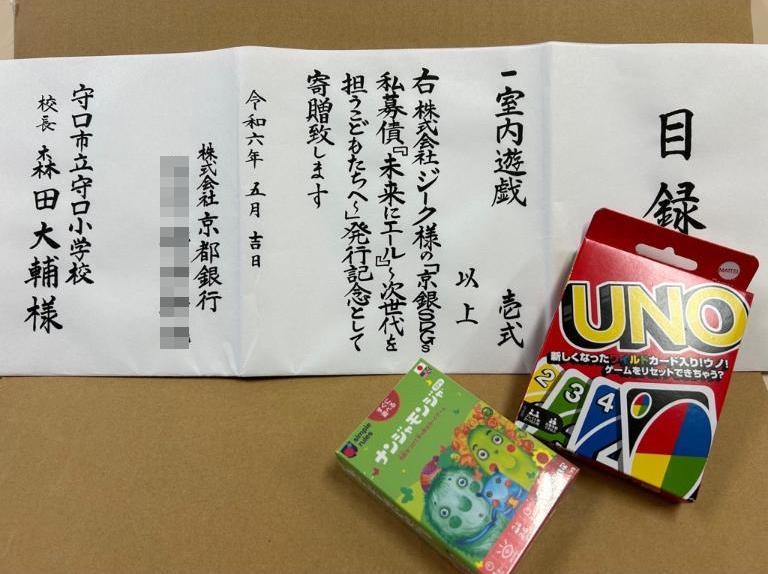 目録
一 室内遊戯 壱式
以上
右 株式会社 ジーク様の「京銀SDGs
私募債『未来にエール』～次世代を
担うこどもたちへ～」発行記念として
寄贈致します
令和六年 五月 吉日
株式会社 京都銀行
守口市立守口小学校
校長 森田大輔様
MATTEL
UNO
新しくなったワイルドカード入り!ウノ!
ゲームをリセットできちゃう?
2
3
4
simple rules
ナンジャモンジャ